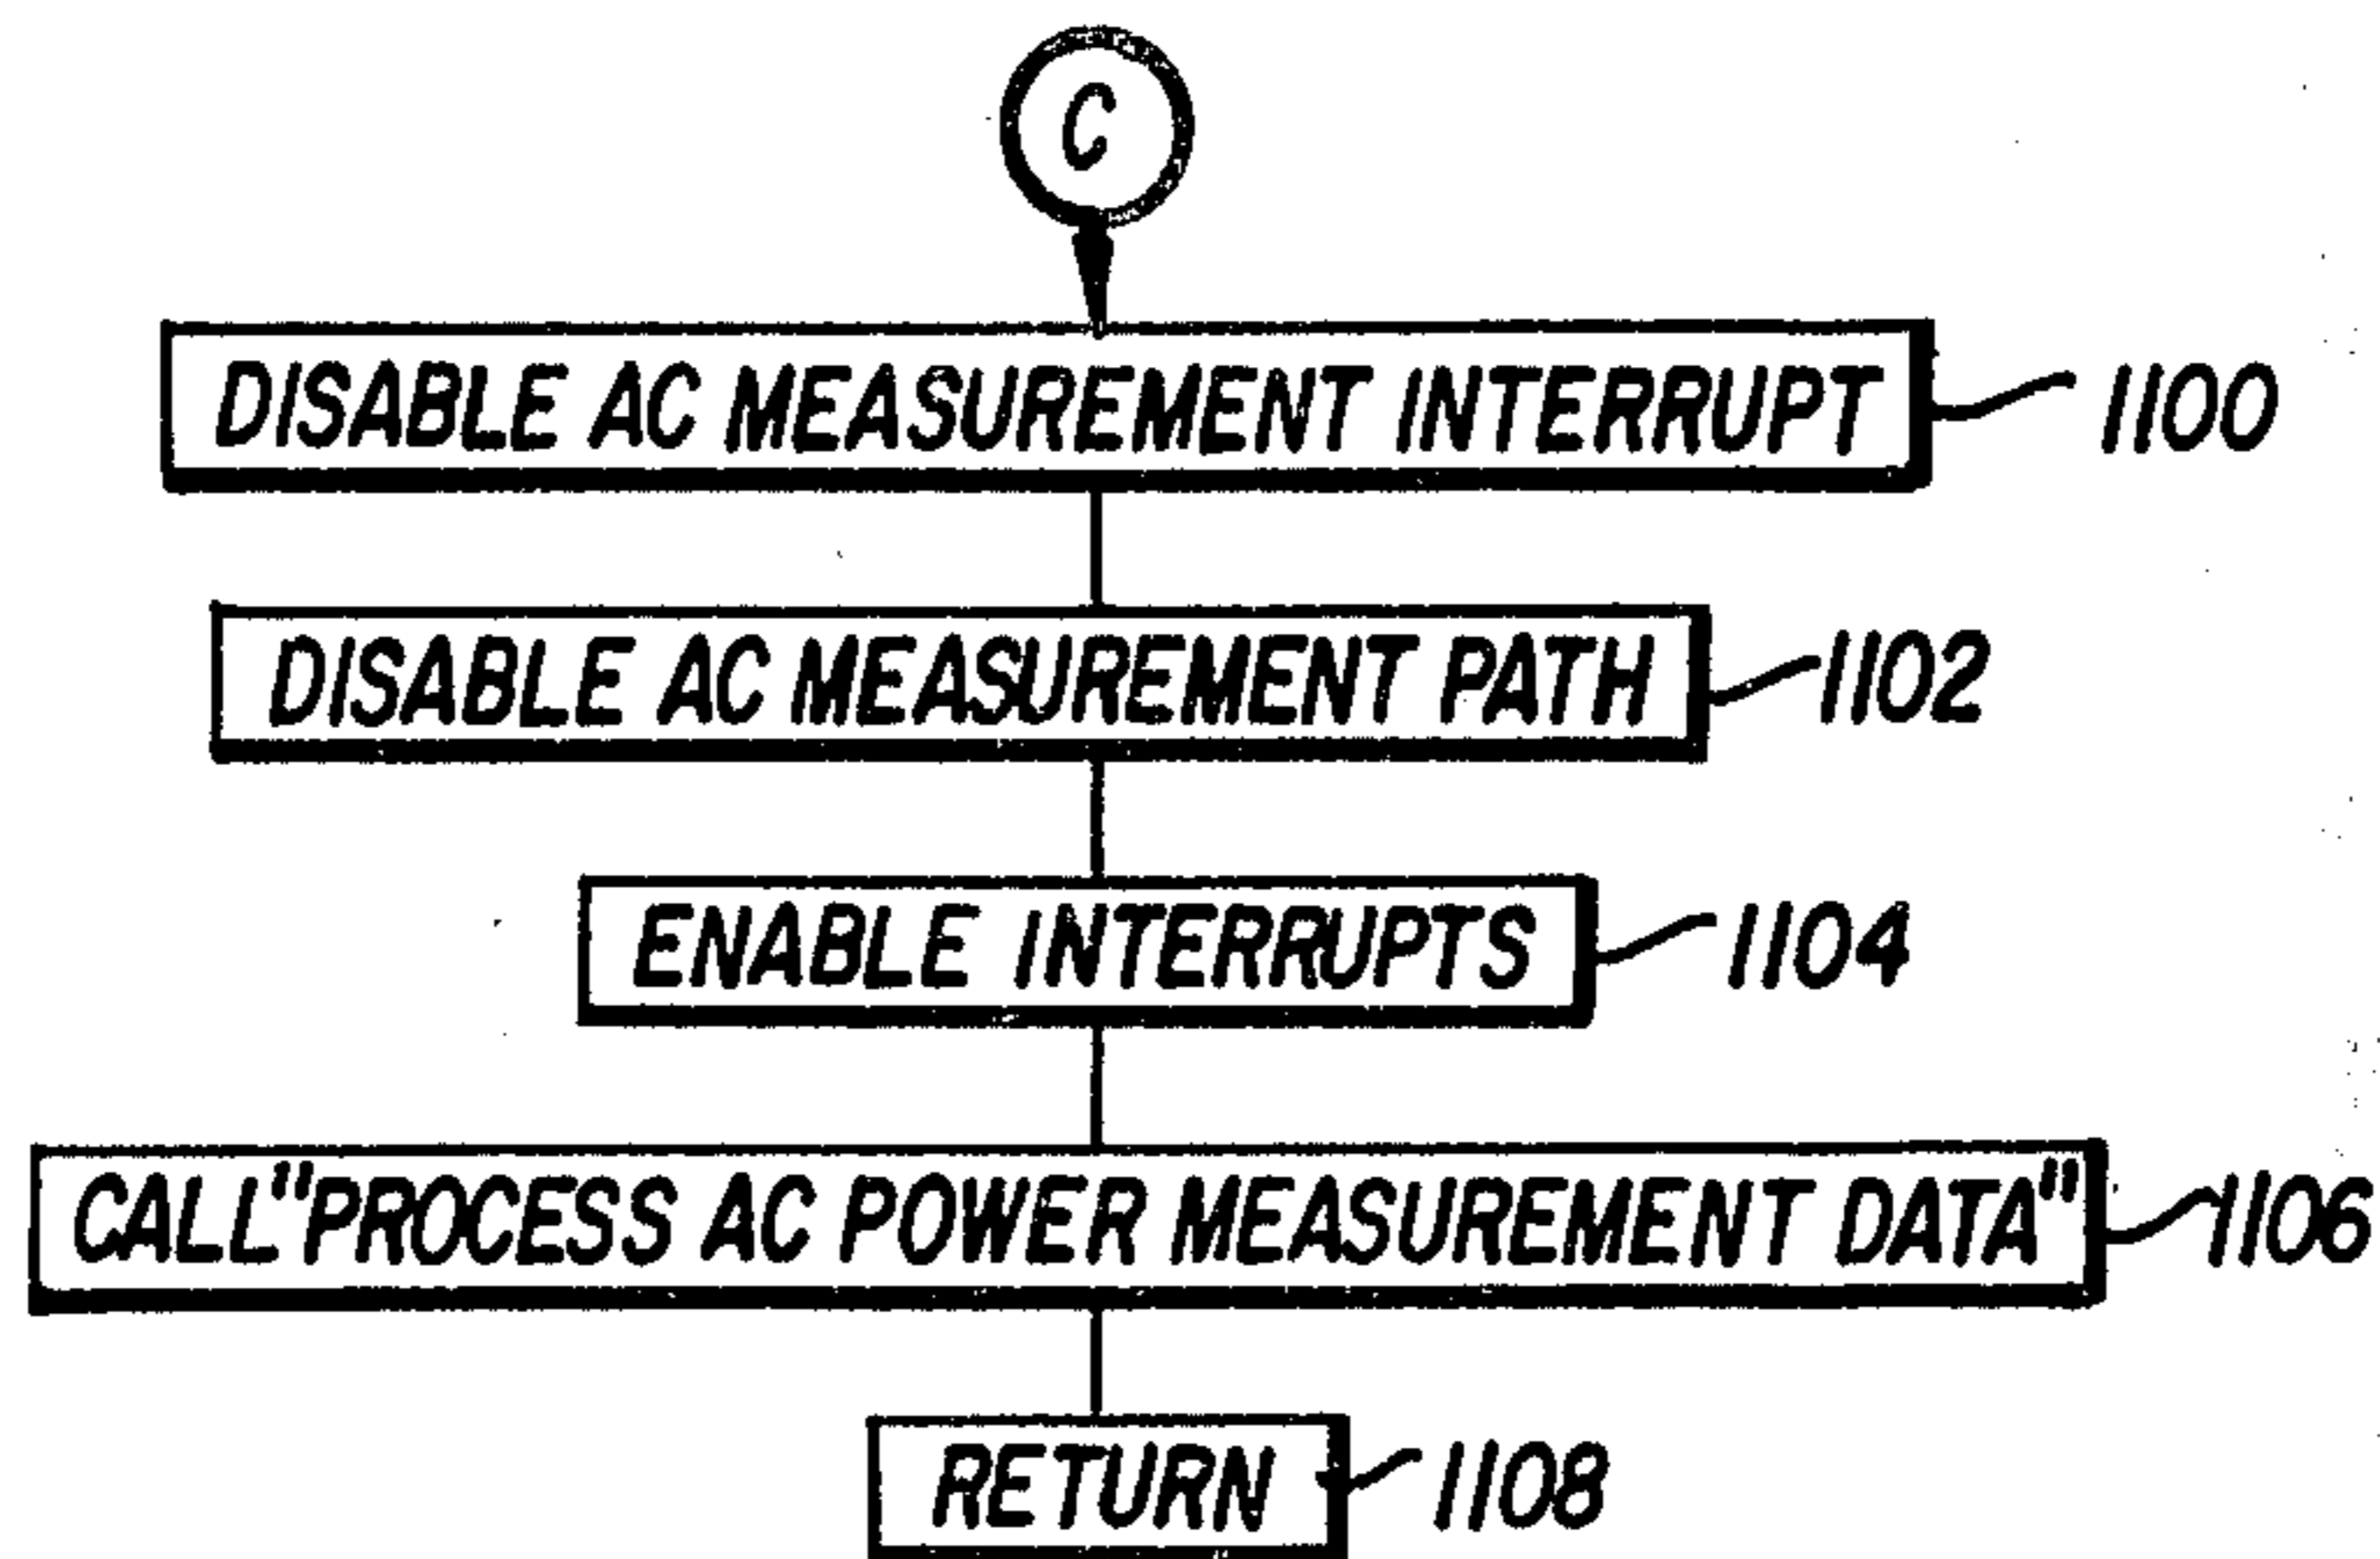 C
DISABLE AC MEASUREMENT INTERRUPT 1100
DISABLE AC MEASUREMENT PATH 1102
ENABLE INTERRUPTS 1104
CALL "PROCESS AC POWER MEASUREMENT DATA" 1106
RETURN 1108